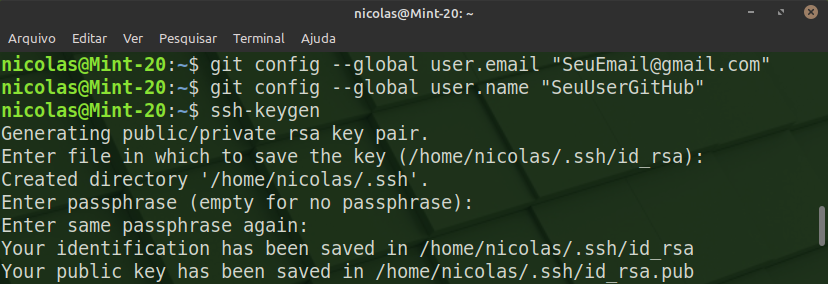 nicolas@Mint-20: ~
Arquivo Editar Ver Pesquisar Terminal Ajuda
nicolas@Mint-20:~$ git config --global user.email "SeuEmail@gmail.com"
nicolas@Mint-20:~$ git config --global user.name "SeuUserGitHub"
nicolas@Mint-20:~$ ssh-keygen
Generating public/private rsa key pair.
Enter file in which to save the key (/home/nicolas/.ssh/id_rsa):
Created directory '/home/nicolas/.ssh'.
Enter passphrase (empty for no passphrase):
Enter same passphrase again:
Your identification has been saved in /home/nicolas/.ssh/id_rsa
Your public key has been saved in /home/nicolas/.ssh/id_rsa.pub